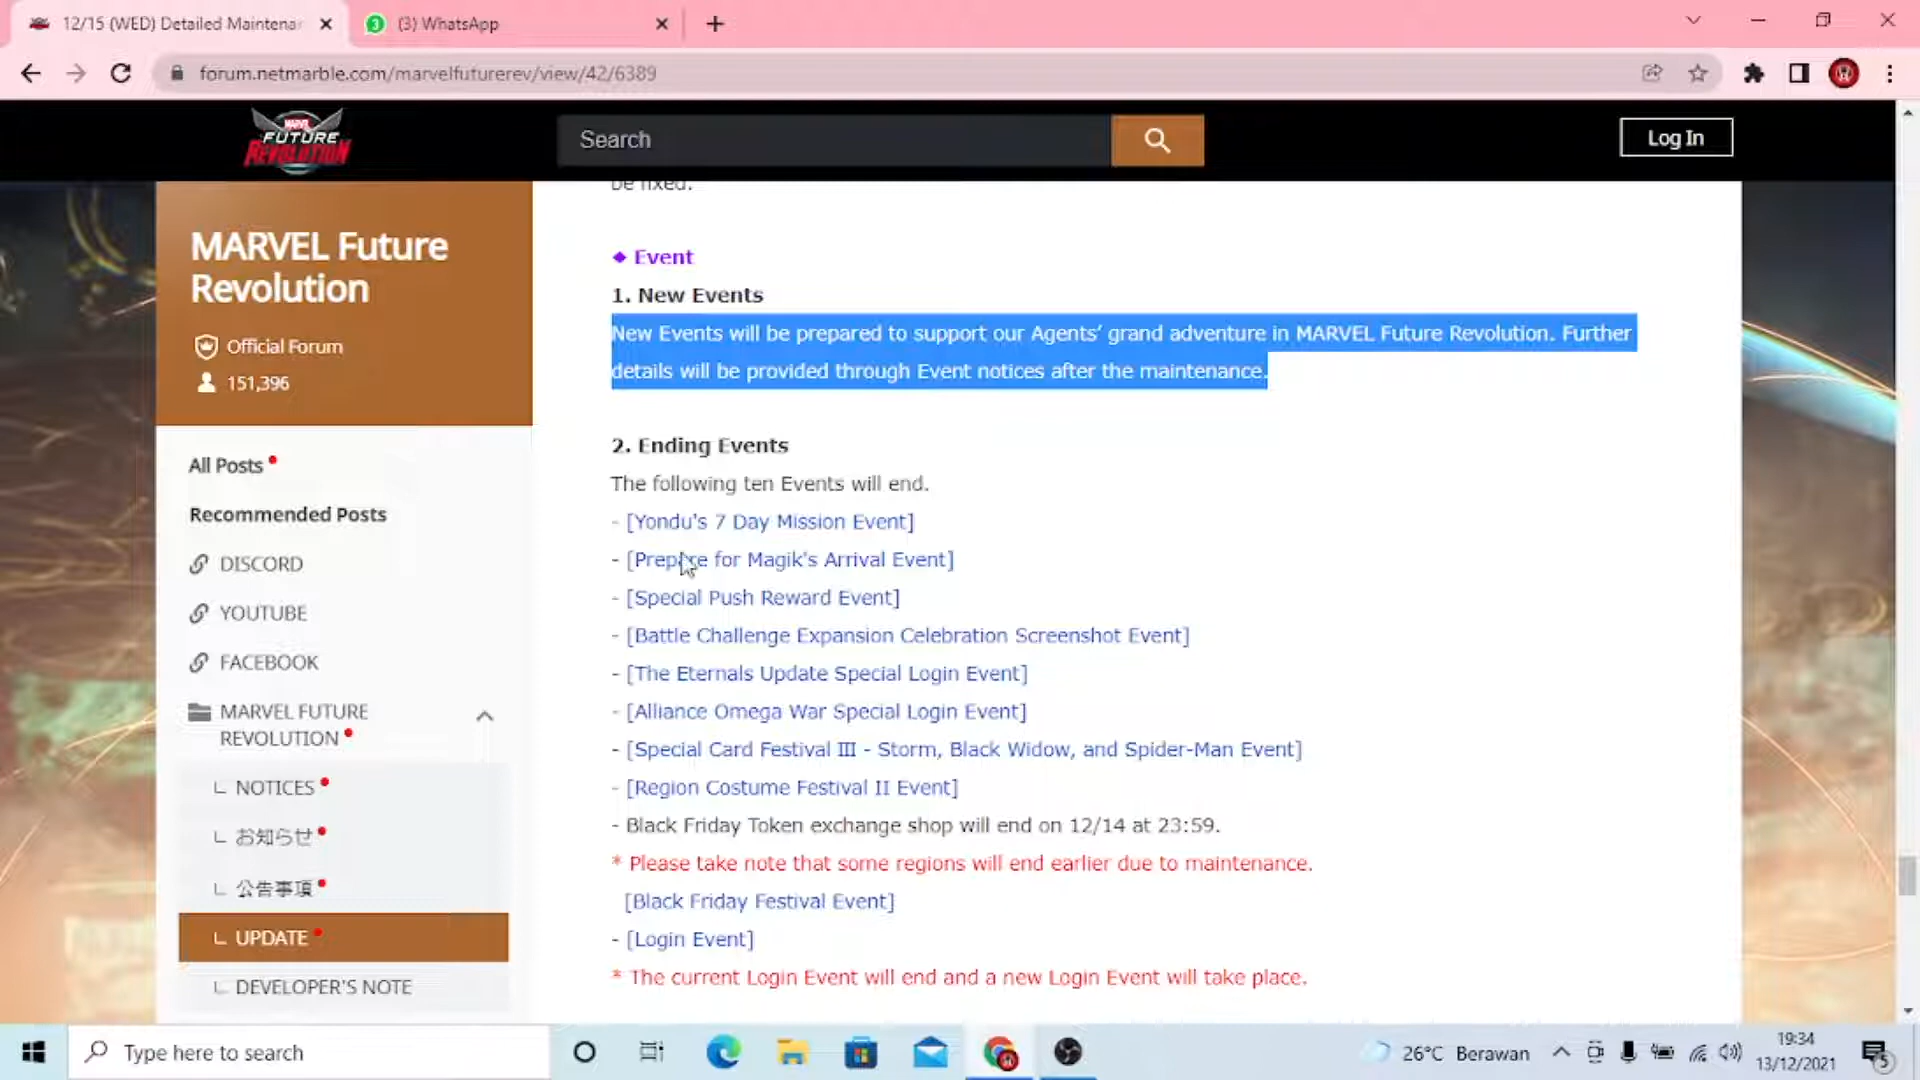 12/15 (WED) Detailed Maintenan
(3) WhatsApp
forum.netmarble.com/marvelfuturerev/view/42/6389
MARVEL
FUTURE
REVOLUTION
Search
Log In
be fixed.
MARVEL Future
Revolution
Official Forum
151,396
◆ Event
1. New Events
New Events will be prepared to support our Agents’ grand adventure in MARVEL Future Revolution. Further
details will be provided through Event notices after the maintenance.
2. Ending Events
The following ten Events will end.
- [Yondu's 7 Day Mission Event]
- [Prepare for Magik's Arrival Event]
- [Special Push Reward Event]
- [Battle Challenge Expansion Celebration Screenshot Event]
- [The Eternals Update Special Login Event]
- [Alliance Omega War Special Login Event]
- [Special Card Festival III - Storm, Black Widow, and Spider-Man Event]
- [Region Costume Festival II Event]
- Black Friday Token exchange shop will end on 12/14 at 23:59.
* Please take note that some regions will end earlier due to maintenance.
[Black Friday Festival Event]
- [Login Event]
* The current Login Event will end and a new Login Event will take place.
All Posts
Recommended Posts
DISCORD
YOUTUBE
FACEBOOK
MARVEL FUTURE
REVOLUTION
NOTICES
お知らせ
公告事項
UPDATE
DEVELOPER'S NOTE
Type here to search
26°C Berawan
19:34
13/12/2021
5